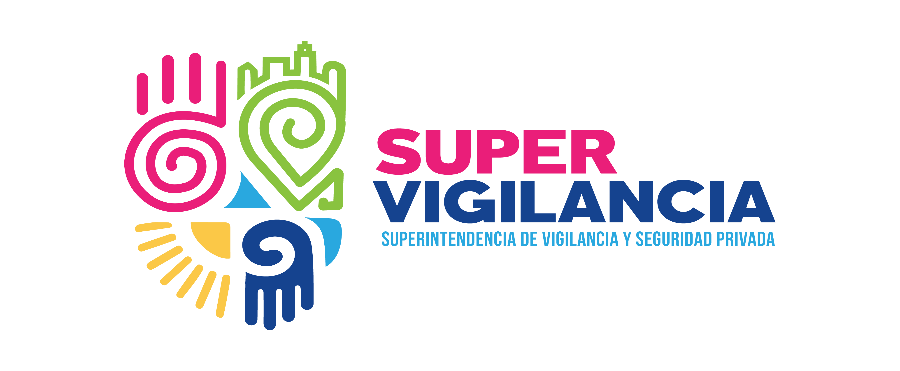 SUPER
VIGILANCIA
SUPERINTENDENCIA DE VIGILANCIA Y SEGURIDAD PRIVADA